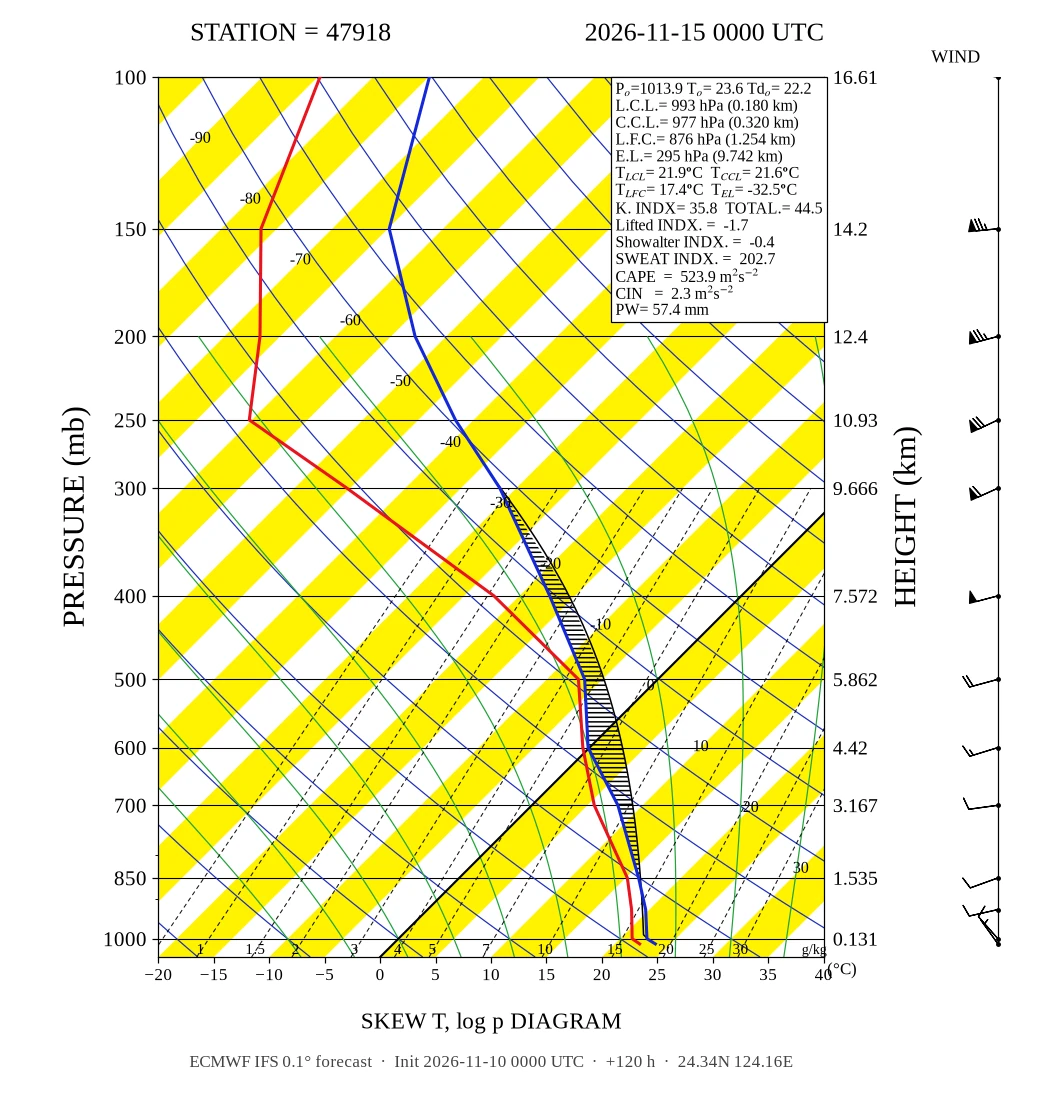 STATION = 47918
2026-11-15 0000 UTC
WIND
Po=1013.9 To= 23.6 Tdo= 22.2
L.C.L.= 993 hPa (0.180 km)
C.C.L.= 977 hPa (0.320 km)
L.F.C.= 876 hPa (1.254 km)
E.L.= 295 hPa (9.742 km)
TLCL= 21.9°C TCCL= 21.6°C
TLFC= 17.4°C TEL= -32.5°C
K. INDX= 35.8 TOTAL.= 44.5
Lifted INDX. = -1.7
Showalter INDX. = -0.4
SWEAT INDX. = 202.7
CAPE = 523.9 m²s⁻²
CIN = 2.3 m²s⁻²
PW= 57.4 mm
100 16.61
-90
-80
150 14.2
-70
-60
200 12.4
-50
250 10.93
-40
300 9.666
-30
-20
400 7.572
-10
500 5.862
0
600 4.42
10
700 3.167
20
30
850 1.535
1000 0.131
PRESSURE (mb)
HEIGHT (km)
1 1.5 2 3 4 5 7 10 15 20 25 30 g/kg
−20 −15 −10 −5 0 5 10 15 20 25 30 35 40 (°C)
SKEW T, log p DIAGRAM
ECMWF IFS 0.1° forecast · Init 2026-11-10 0000 UTC · +120 h · 24.34N 124.16E